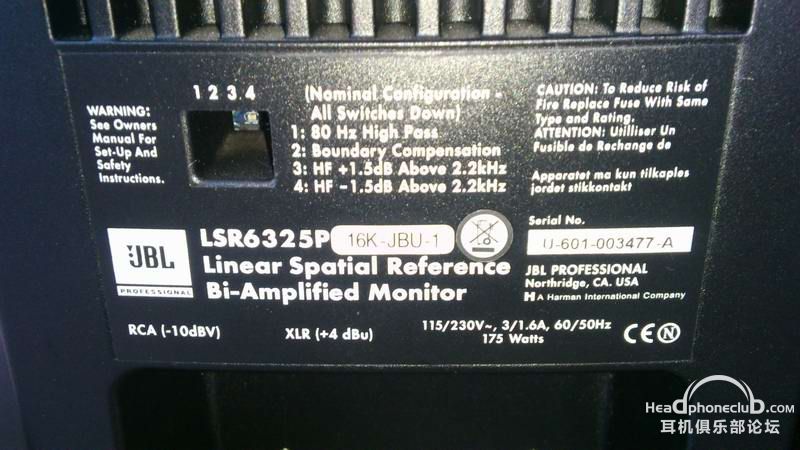 1 2 3 4
WARNING:
See Owners
Manual For
Set-Up And
Safety
Instructions.
(Nominal Configuration -
All Switches Down)
1: 80 Hz High Pass
2: Boundary Compensation
3: HF +1.5dB Above 2.2kHz
4: HF -1.5dB Above 2.2kHz
CAUTION: To Reduce Risk of
Fire Replace Fuse With Same
Type and Rating.
ATTENTION: Utilliser Un
Fusible de Rechange de
Apparatet ma kun tilkaples
jordet stikkontakt
JBL
PROFESSIONAL
LSR6325P 16K-JBU-1
Linear Spatial Reference
Bi-Amplified Monitor
Serial No.
U-601-003477-A
JBL PROFESSIONAL
Northridge, CA. USA
H A Harman International Company
RCA (-10dBV)
XLR (+4 dBu)
115/230V~, 3/1.6A, 60/50Hz
175 Watts
CE N
Headphoneclub.com
耳机俱乐部论坛